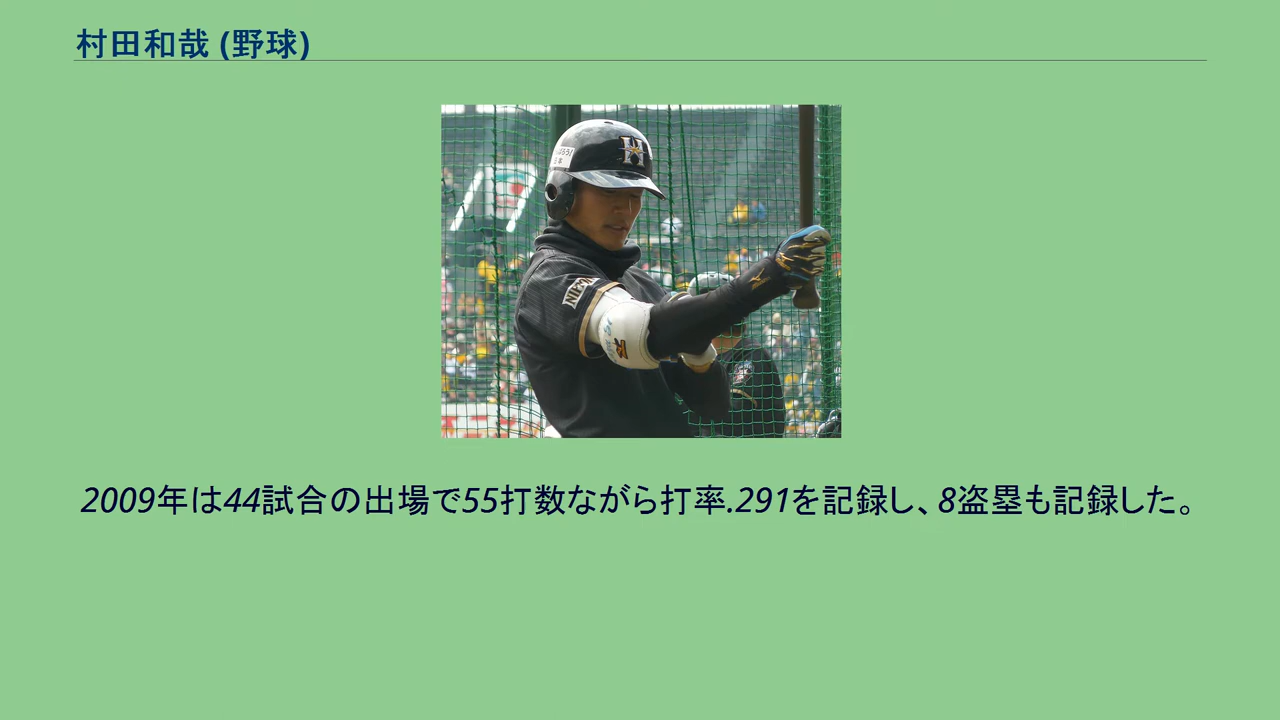 村田和哉 (野球)
H
2009年は44試合の出場で55打数ながら打率.291を記録し、8盗塁も記録した。